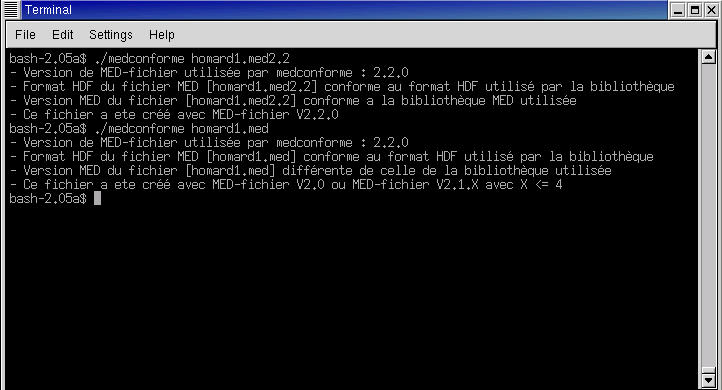 Terminal
File Edit Settings Help
bash-2.05a$ ./medconforme homard1.med2.2
- Version de MED-fichier utilisée par medconforme : 2.2.0
- Format HDF du fichier MED [homard1.med2.2] conforme au format HDF utilisé par la bibliothèque
- Version MED du fichier [homard1.med2.2] conforme a la bibliothèque MED utilisée
- Ce fichier a ete créé avec MED-fichier V2.2.0
bash-2.05a$ ./medconforme homard1.med
- Version de MED-fichier utilisée par medconforme : 2.2.0
- Format HDF du fichier MED [homard1.med] conforme au format HDF utilisé par la bibliothèque
- Version MED du fichier [homard1.med] différente de celle de la bibliothèque utilisée
- Ce fichier a ete créé avec MED-fichier V2.0 ou MED-fichier V2.1.X avec X <= 4
bash-2.05a$